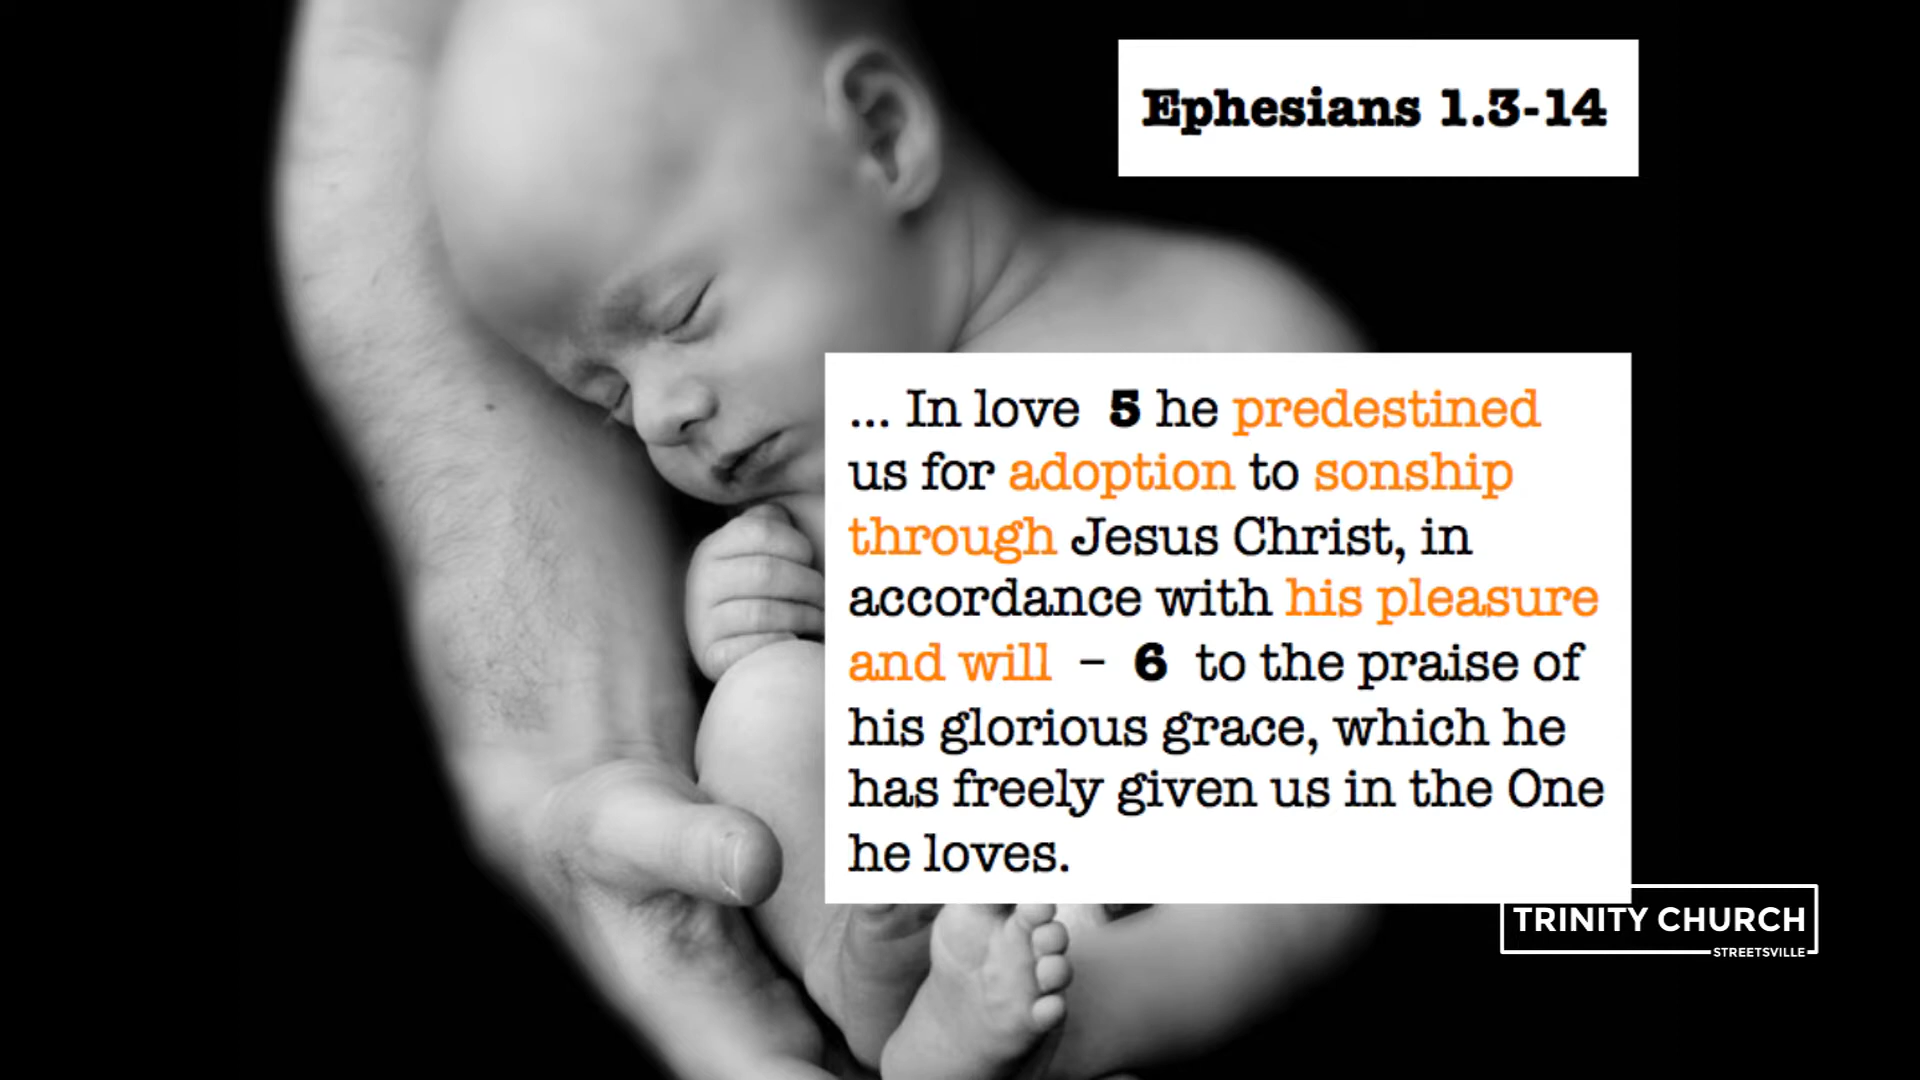 Ephesians 1.3-14
... In love 5 he predestined
us for adoption to sonship
through Jesus Christ, in
accordance with his pleasure
and will – 6 to the praise of
his glorious grace, which he
has freely given us in the One
he loves.
TRINITY CHURCH
STREETSVILLE